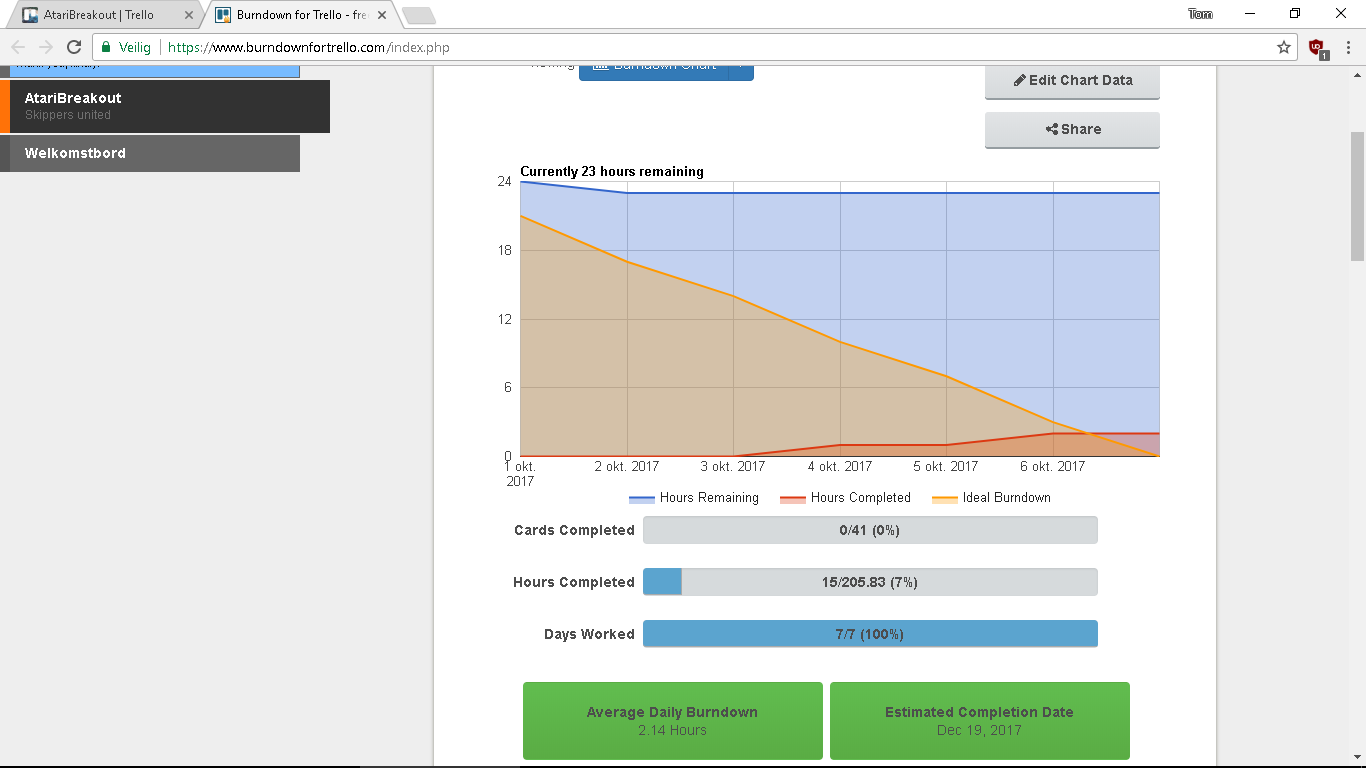 AtariBreakout | Trello
Burndown for Trello - fre
Tom
Veilig
https://www.burndownfortrello.com/index.php
1
Burndown Chart
AtariBreakout
Skippers united
Edit Chart Data
Share
Welkomstbord
Currently 23 hours remaining
24
18
12
6
0
1 okt. 2017
2 okt. 2017
3 okt. 2017
4 okt. 2017
5 okt. 2017
6 okt. 2017
Hours Remaining
Hours Completed
Ideal Burndown
Cards Completed
0/41 (0%)
Hours Completed
15/205.83 (7%)
Days Worked
7/7 (100%)
Average Daily Burndown
2.14 Hours
Estimated Completion Date
Dec 19, 2017